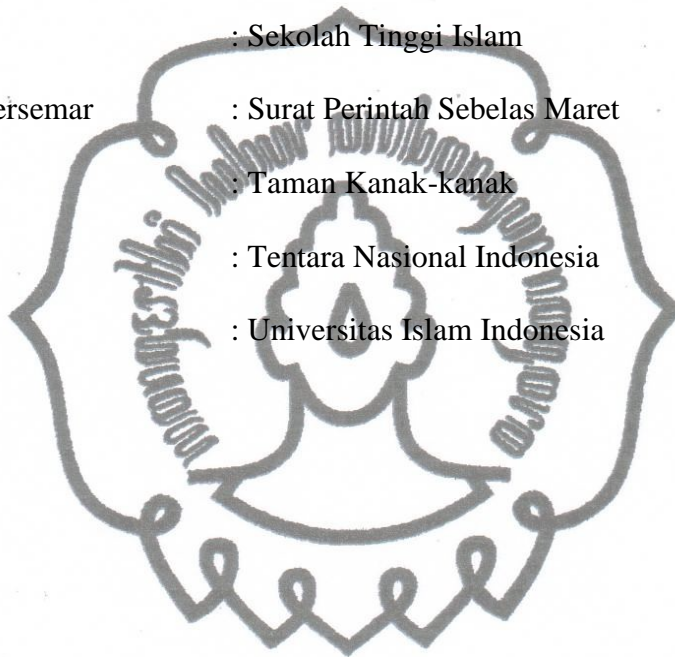 : Sekolah Tinggi Islam
ersemar : Surat Perintah Sebelas Maret
: Taman Kanak-kanak
: Tentara Nasional Indonesia
: Universitas Islam Indonesia